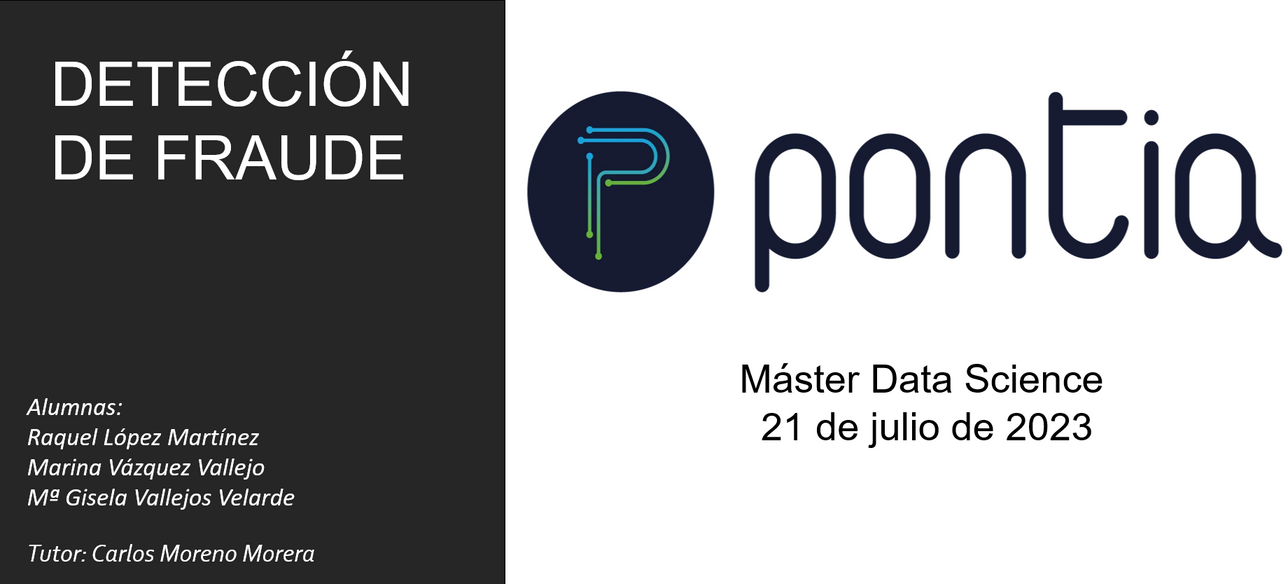 DETECCIÓN
DE FRAUDE
Alumnas:
Raquel López Martínez
Marina Vázquez Vallejo
Mª Gisela Vallejos Velarde
Tutor: Carlos Moreno Morera
pontia
Máster Data Science
21 de julio de 2023